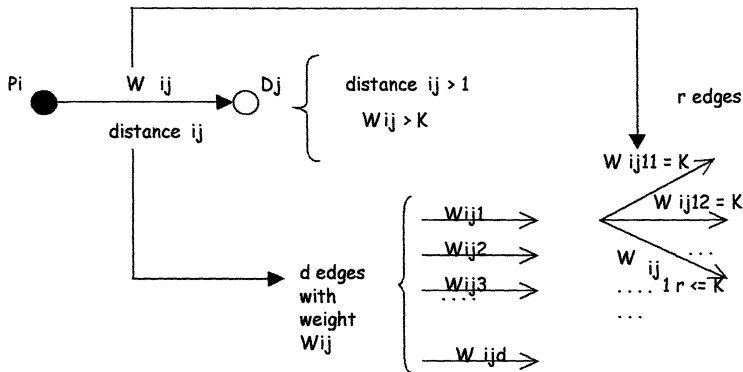 Pi
W ij
Dj
distance ij
distance ij > 1
Wij > K
r edges
W ij11 = K
W ij12 = K
...
W ij 1 r <= K
....
...
d edges
with
weight
Wij
Wij1
Wij2
Wij3
....
W ijd